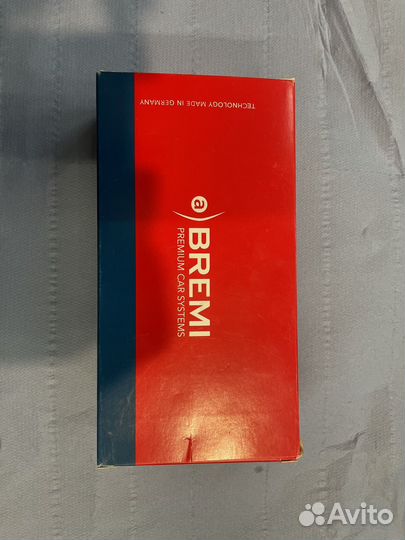 TECHNOLOGY MADE IN GERMANY
a) BREMI
PREMIUM CAR SYSTEMS
Avito